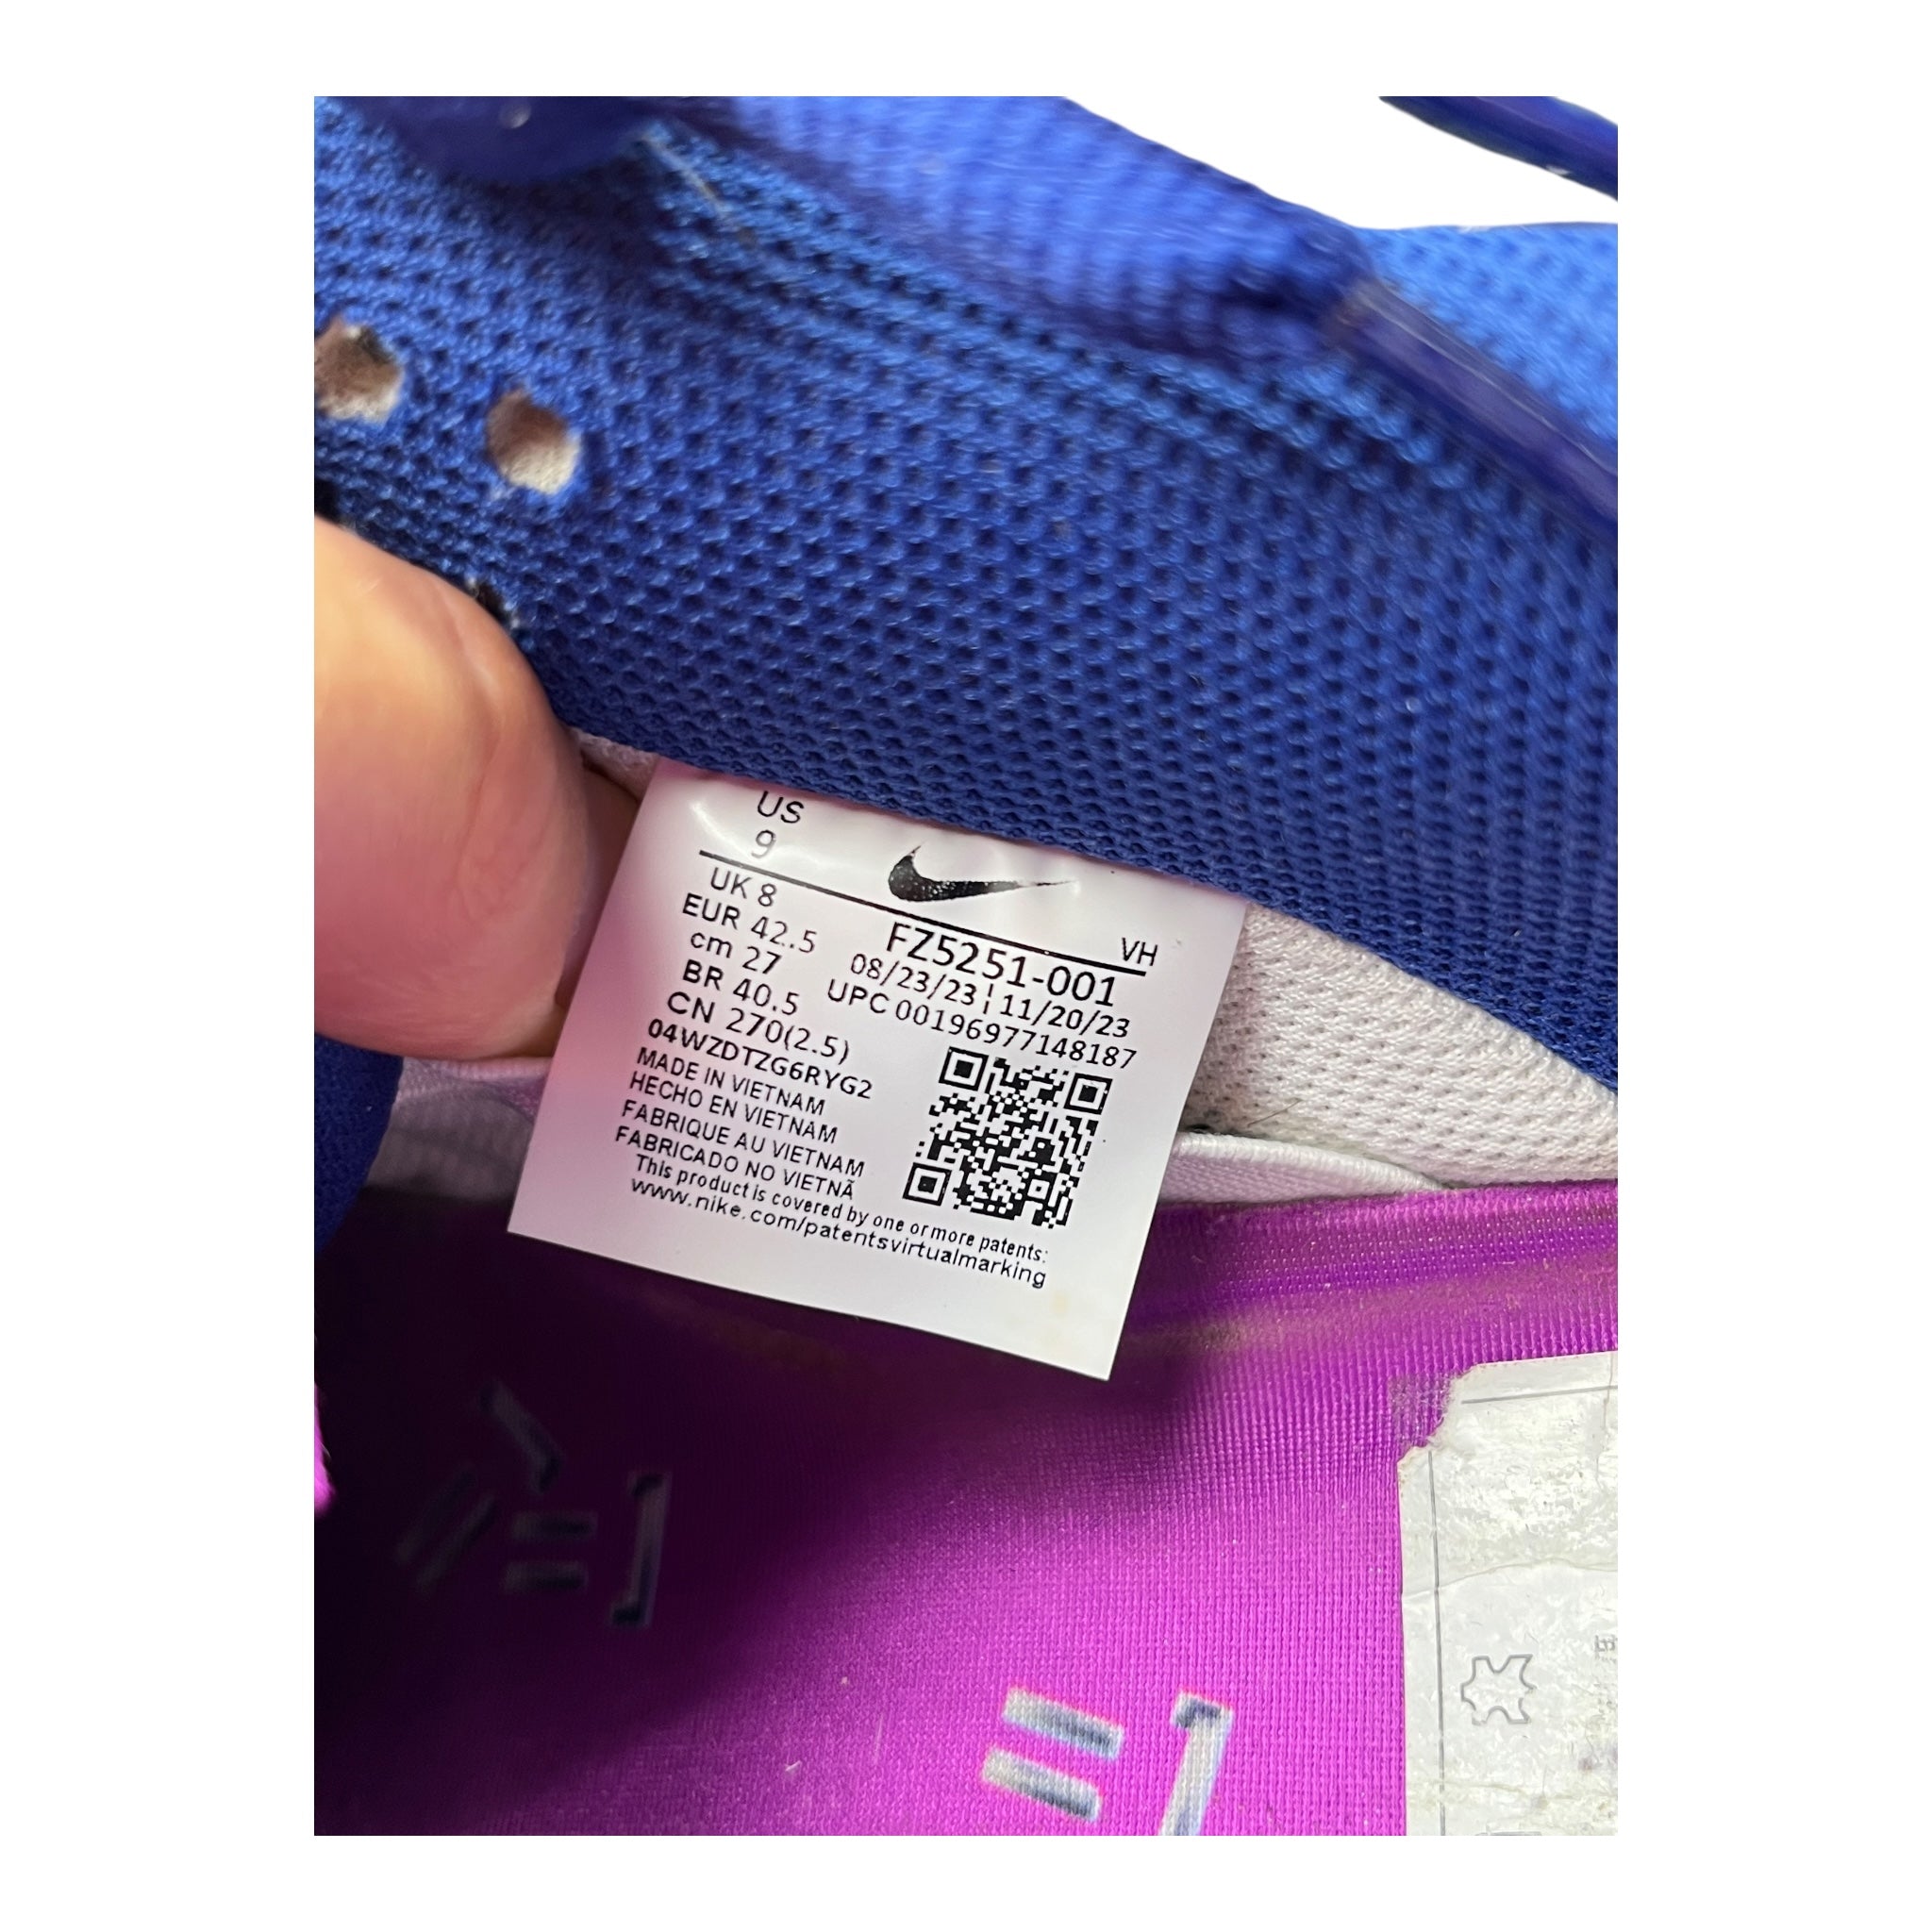 US
9
VH
UK 8
EUR 42.5
cm 27
BR 40.5
CN 270(2.5)
04WZDTZG6RYG2
FZ5251-001
08/23/23 ¦ 11/20/23
UPC 00196977148187
MADE IN VIETNAM
HECHO EN VIETNAM
FABRIQUE AU VIETNAM
FABRICADO NO VIETNÃ
This product is covered by one or more patents:
www.nike.com/patentsvirtualmarking